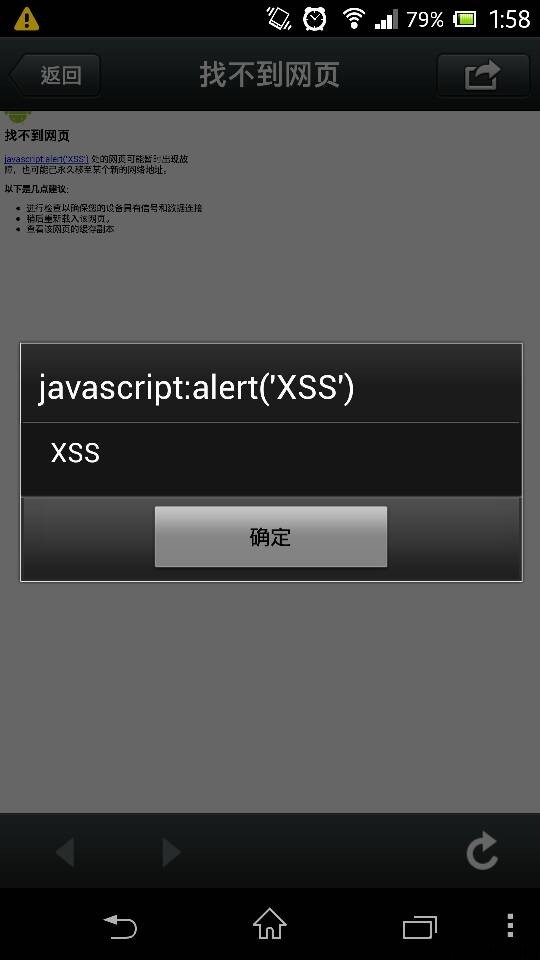 79% 1:58
返回 找不到网页
找不到网页
javascript:alert('XSS') 处的网页可能暂时出现故
障，也可能已永久移至某个新的网络地址。
以下是几点建议：
进行检查以确保您的设备具有信号和数据连接
稍后重新载入该网页。
查看该网页的缓存副本
javascript:alert('XSS')
XSS
确定